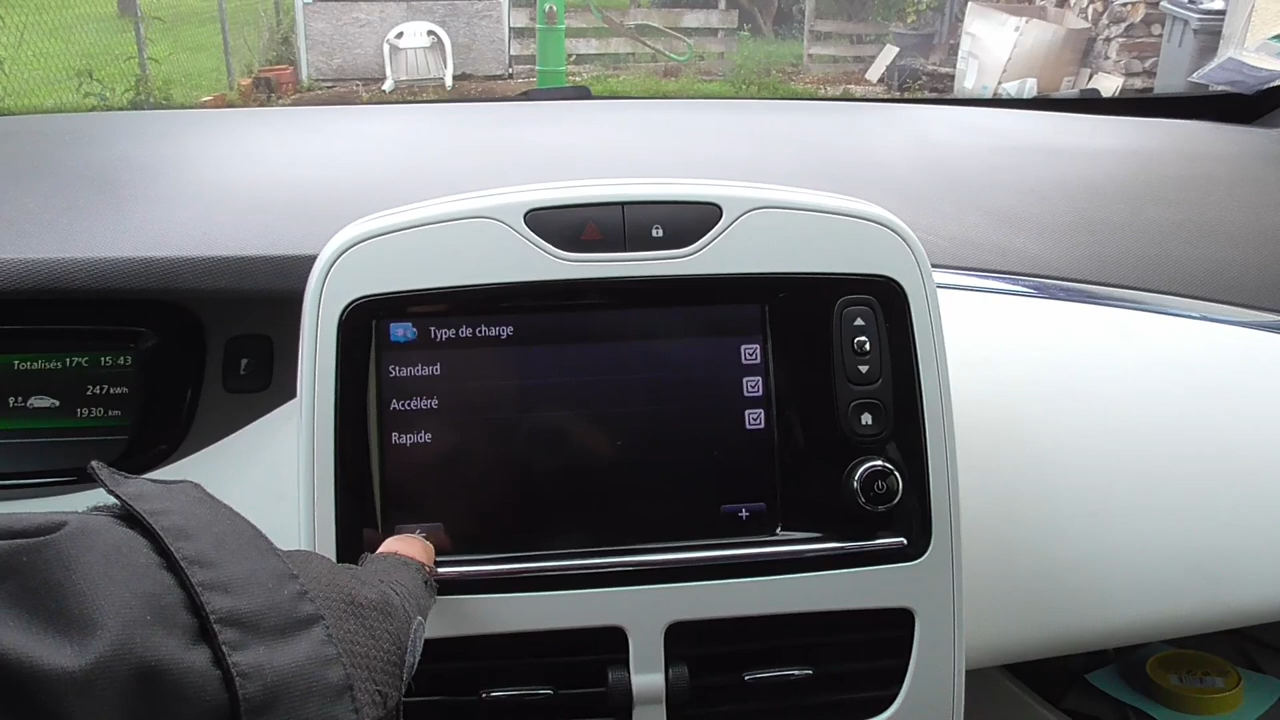 Totalisés 17°C 15:43
247 kWh
1930. km
Type de charge
Standard
Accéléré
Rapide
+